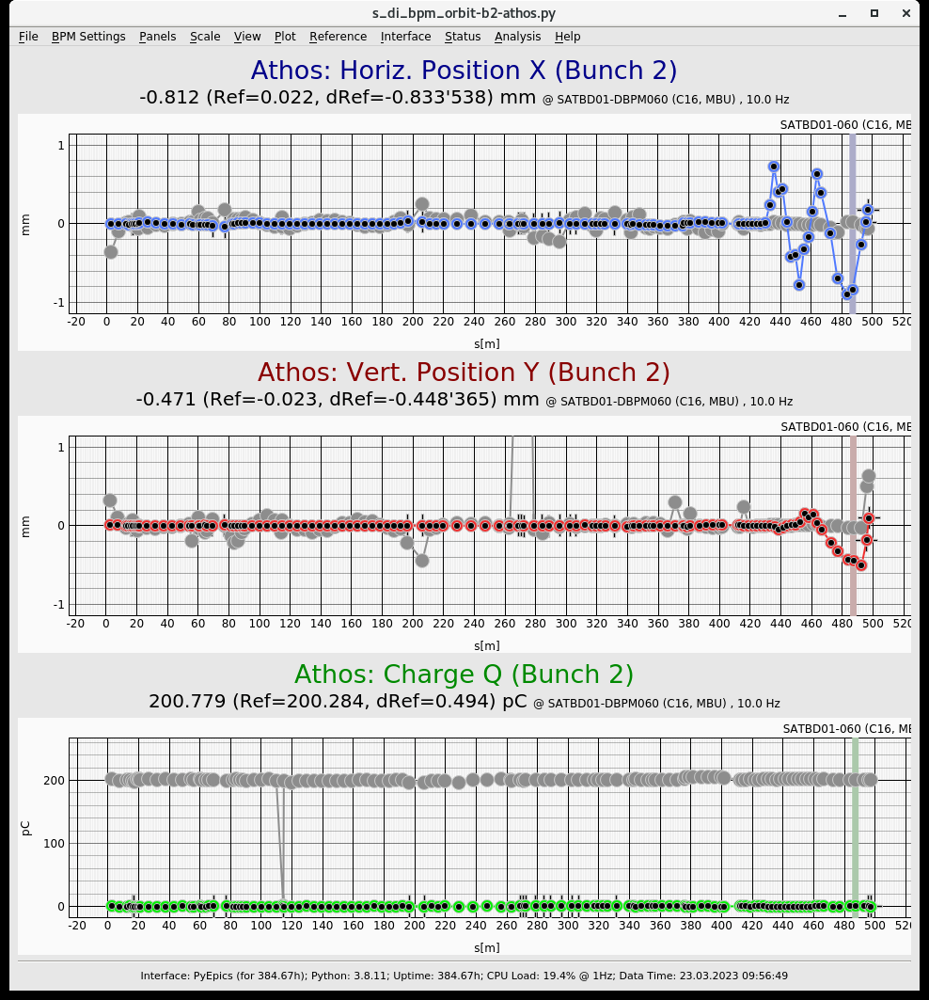 s_di_bpm_orbit-b2-athos.py
File BPM Settings Panels Scale View Plot Reference Interface Status Analysis Help
Athos: Horiz. Position X (Bunch 2)
-0.812 (Ref=0.022, dRef=-0.833'538) mm @ SATBD01-DBPM060 (C16, MBU) , 10.0 Hz
SATBD01-060 (C16, MB
1
mm
0
-1
-20 0 20 40 60 80 100 120 140 160 180 200 220 240 260 280 300 320 340 360 380 400 420 440 460 480 500 520
s[m]
Athos: Vert. Position Y (Bunch 2)
-0.471 (Ref=-0.023, dRef=-0.448'365) mm @ SATBD01-DBPM060 (C16, MBU) , 10.0 Hz
SATBD01-060 (C16, MB
1
mm
0
-1
-20 0 20 40 60 80 100 120 140 160 180 200 220 240 260 280 300 320 340 360 380 400 420 440 460 480 500 520
s[m]
Athos: Charge Q (Bunch 2)
200.779 (Ref=200.284, dRef=0.494) pC @ SATBD01-DBPM060 (C16, MBU) , 10.0 Hz
SATBD01-060 (C16, ME
200
100
pC
0
-20 0 20 40 60 80 100 120 140 160 180 200 220 240 260 280 300 320 340 360 380 400 420 440 460 480 500 520
s[m]
Interface: PyEpics (for 384.67h); Python: 3.8.11; Uptime: 384.67h; CPU Load: 19.4% @ 1Hz; Data Time: 23.03.2023 09:56:49